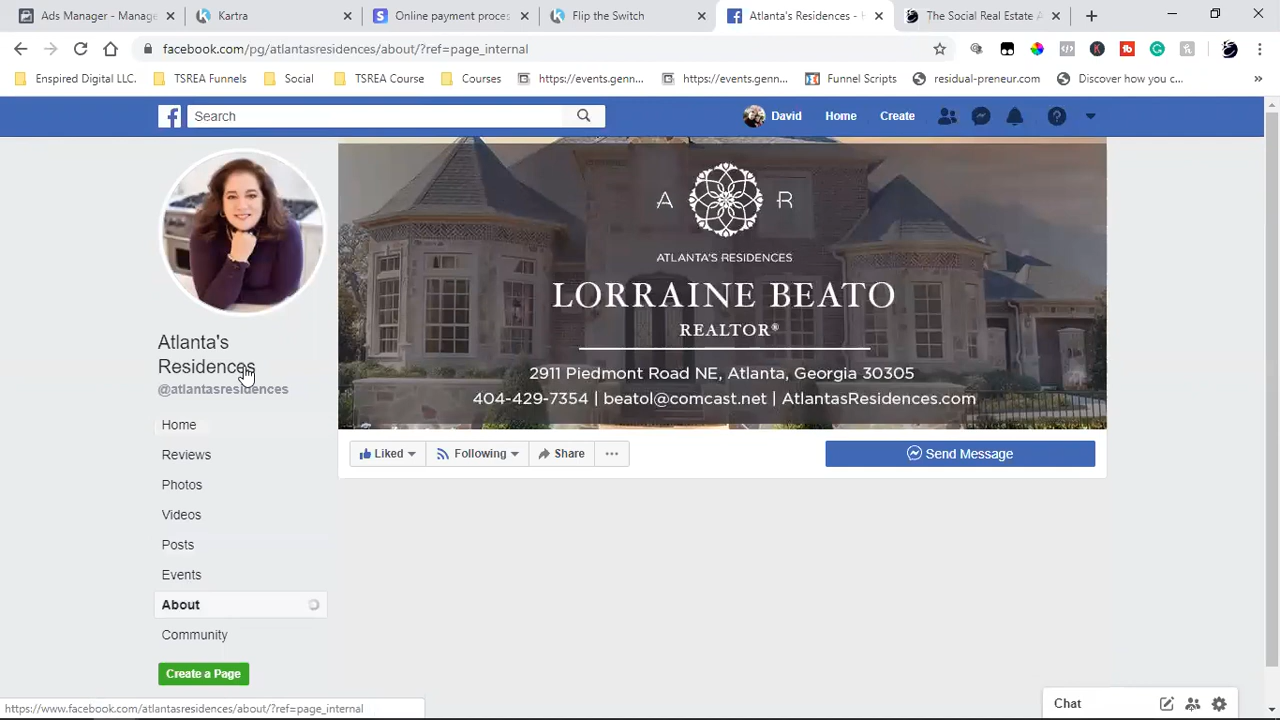 Ads Manager - Manage
Kartra
Online payment proces
Flip the Switch
Atlanta's Residences - H
The Social Real Estate A
facebook.com/pg/atlantasresidences/about/?ref=page_internal
Enspired Digital LLC.
TSREA Funnels
Social
TSREA Course
Courses
https://events.genn...
https://events.genn...
Funnel Scripts
residual-preneur.com
Discover how you c...
Search
David
Home
Create
A R
ATLANTA'S RESIDENCES
LORRAINE BEATO
REALTOR®
2911 Piedmont Road NE, Atlanta, Georgia 30305
404-429-7354 | beatol@comcast.net | AtlantasResidences.com
Atlanta's
Residences
@atlantasresidences
Liked
Following
Share
Send Message
Home
Reviews
Photos
Videos
Posts
Events
About
Community
Create a Page
https://www.facebook.com/atlantasresidences/about/?ref=page_internal
Chat